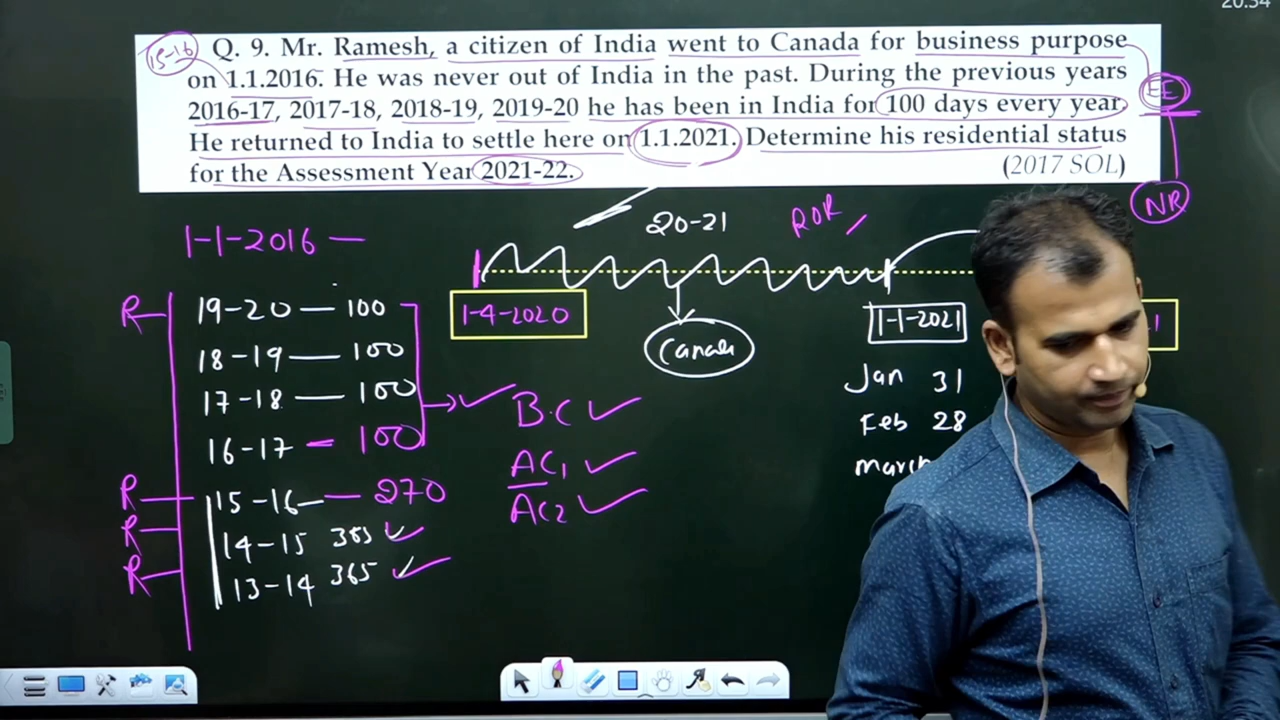 20:34
15-16
Q. 9. Mr. Ramesh, a citizen of India went to Canada for business purpose
on 1.1.2016. He was never out of India in the past. During the previous years
2016-17, 2017-18, 2018-19, 2019-20 he has been in India for 100 days every year.
He returned to India to settle here on 1.1.2021. Determine his residential status
for the Assessment Year 2021-22. (2017 SOL)
EE
NR
1-1-2016 —
20-21
ROR
R 19-20 — 100
18-19 — 100
17-18 — 100
16-17 - 100
R 15-16 — 270
R 14-15 365
R 13-14 365
1-4-2020
Canada
1-1-2021
1
B.C
AC1
AC2
Jan 31
Feb 28
march